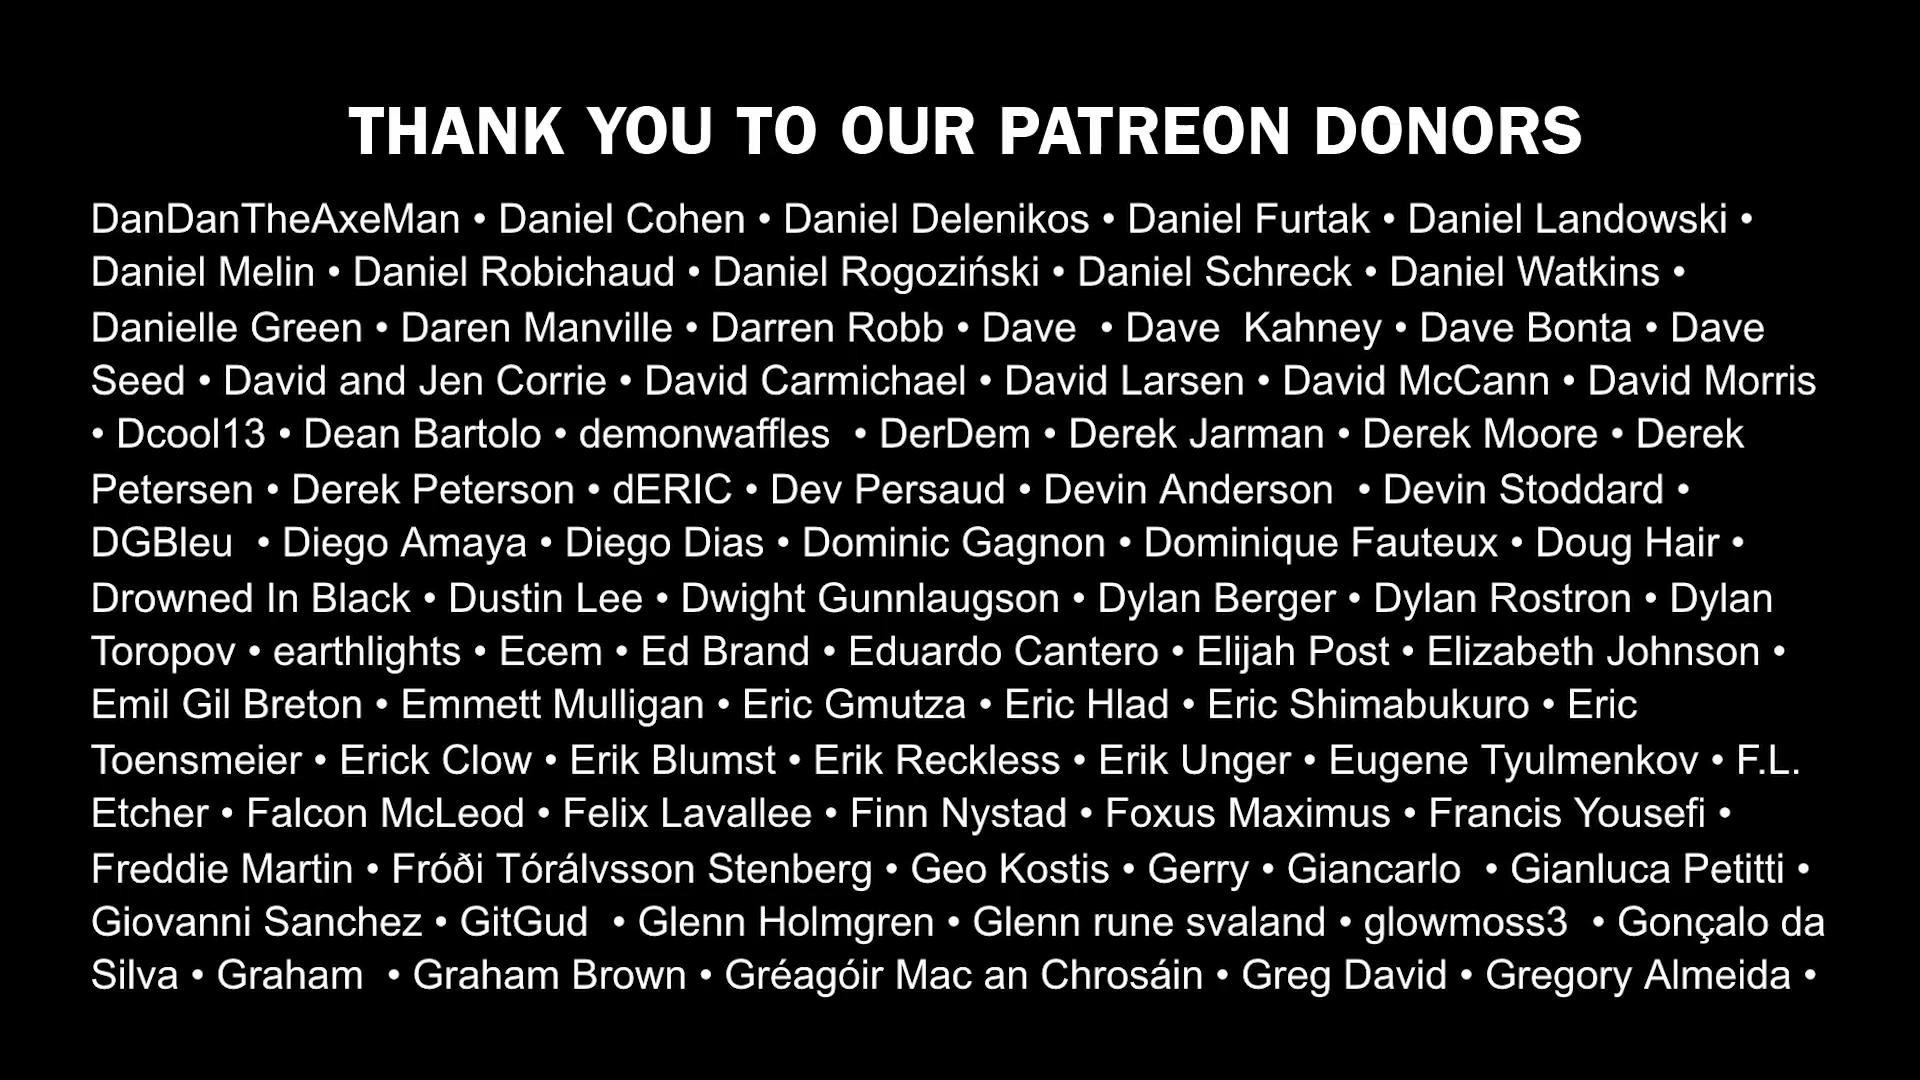 THANK YOU TO OUR PATREON DONORS
DanDanTheAxeMan • Daniel Cohen • Daniel Delenikos • Daniel Furtak • Daniel Landowski •
Daniel Melin • Daniel Robichaud • Daniel Rogoziński • Daniel Schreck • Daniel Watkins •
Danielle Green • Daren Manville • Darren Robb • Dave  • Dave  Kahney • Dave Bonta • Dave
Seed • David and Jen Corrie • David Carmichael • David Larsen • David McCann • David Morris
• Dcool13 • Dean Bartolo • demonwaffles  • DerDem • Derek Jarman • Derek Moore • Derek
Petersen • Derek Peterson • dERIC • Dev Persaud • Devin Anderson  • Devin Stoddard •
DGBleu  • Diego Amaya • Diego Dias • Dominic Gagnon • Dominique Fauteux • Doug Hair •
Drowned In Black • Dustin Lee • Dwight Gunnlaugson • Dylan Berger • Dylan Rostron • Dylan
Toropov • earthlights • Ecem • Ed Brand • Eduardo Cantero • Elijah Post • Elizabeth Johnson •
Emil Gil Breton • Emmett Mulligan • Eric Gmutza • Eric Hlad • Eric Shimabukuro • Eric
Toensmeier • Erick Clow • Erik Blumst • Erik Reckless • Erik Unger • Eugene Tyulmenkov • F.L.
Etcher • Falcon McLeod • Felix Lavallee • Finn Nystad • Foxus Maximus • Francis Yousefi •
Freddie Martin • Fróði Tórálvsson Stenberg • Geo Kostis • Gerry • Giancarlo  • Gianluca Petitti •
Giovanni Sanchez • GitGud  • Glenn Holmgren • Glenn rune svaland • glowmoss3  • Gonçalo da
Silva • Graham  • Graham Brown • Gréagóir Mac an Chrosáin • Greg David • Gregory Almeida •